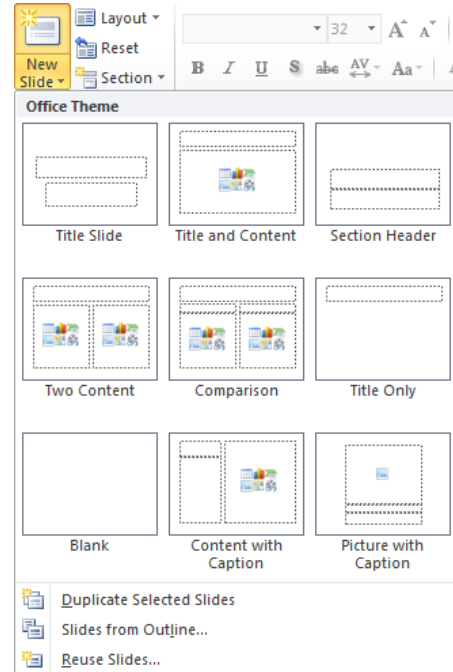 Layout
32
A A
Reset
New
Slide
Section
B I U S abc AV Aa
Office Theme
Title Slide
Title and Content
Section Header
Two Content
Comparison
Title Only
Blank
Content with
Caption
Picture with
Caption
Duplicate Selected Slides
Slides from Outline...
Reuse Slides...